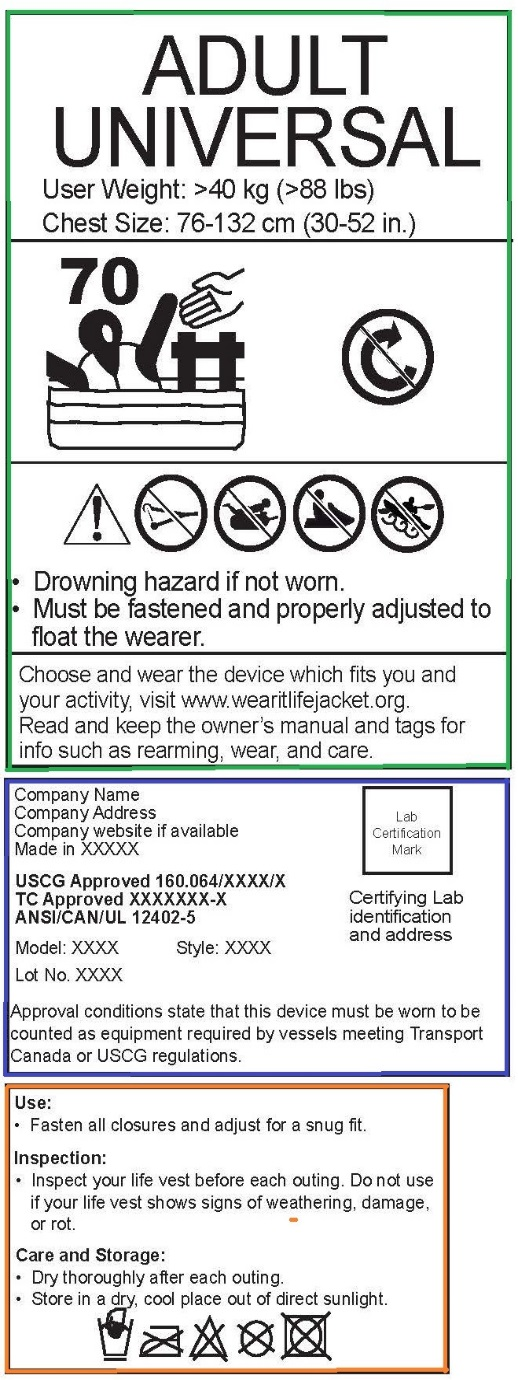 ADULT
UNIVERSAL
User Weight: >40 kg (>88 lbs)
Chest Size: 76-132 cm (30-52 in.)
70
• Drowning hazard if not worn.
• Must be fastened and properly adjusted to
float the wearer.
Choose and wear the device which fits you and
your activity, visit www.wearitlifejacket.org.
Read and keep the owner's manual and tags for
info such as rearming, wear, and care.
Company Name
Company Address
Company website if available
Made in XXXXX
Lab
Certification
Mark
USCG Approved 160.064/XXXX/X
TC Approved XXXXXXX-X
ANSI/CAN/UL 12402-5
Certifying Lab
identification
and address
Model: XXXX Style: XXXX
Lot No. XXXX
Approval conditions state that this device must be worn to be
counted as equipment required by vessels meeting Transport
Canada or USCG regulations.
Use:
• Fasten all closures and adjust for a snug fit.
Inspection:
• Inspect your life vest before each outing. Do not use
if your life vest shows signs of weathering, damage,
or rot.
Care and Storage:
• Dry thoroughly after each outing.
• Store in a dry, cool place out of direct sunlight.